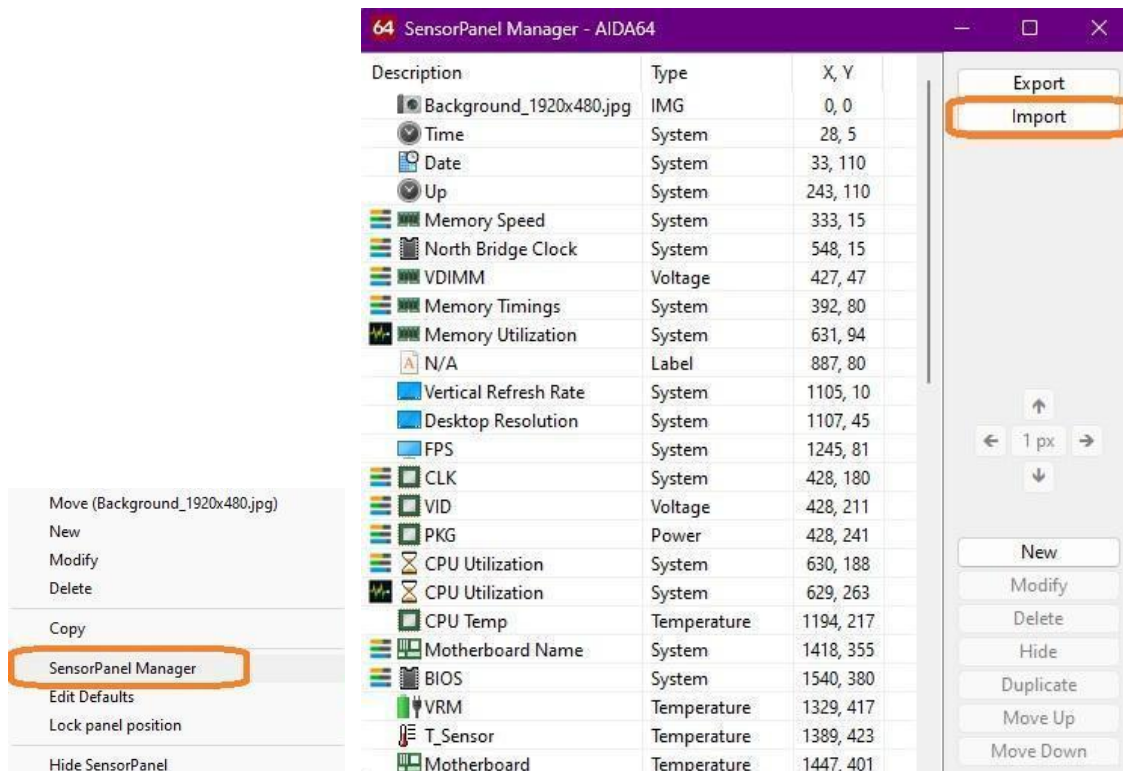 64 SensorPanel Manager - AIDA64
Description Type X, Y
Background_1920x480.jpg IMG 0, 0
Time System 28, 5
Date System 33, 110
Up System 243, 110
Memory Speed System 333, 15
North Bridge Clock System 548, 15
VDIMM Voltage 427, 47
Memory Timings System 392, 80
Memory Utilization System 631, 94
A N/A Label 887, 80
Vertical Refresh Rate System 1105, 10
Desktop Resolution System 1107, 45
FPS System 1245, 81
CLK System 428, 180
VID Voltage 428, 211
PKG Power 428, 241
CPU Utilization System 630, 188
CPU Utilization System 629, 263
CPU Temp Temperature 1194, 217
Motherboard Name System 1418, 355
BIOS System 1540, 380
VRM Temperature 1329, 417
T_Sensor Temperature 1389, 423
Motherboard Temperature 1447, 401
Export
Import
1 px
New
Modify
Delete
Hide
Duplicate
Move Up
Move Down
Move (Background_1920x480.jpg)
New
Modify
Delete
Copy
SensorPanel Manager
Edit Defaults
Lock panel position
Hide SensorPanel